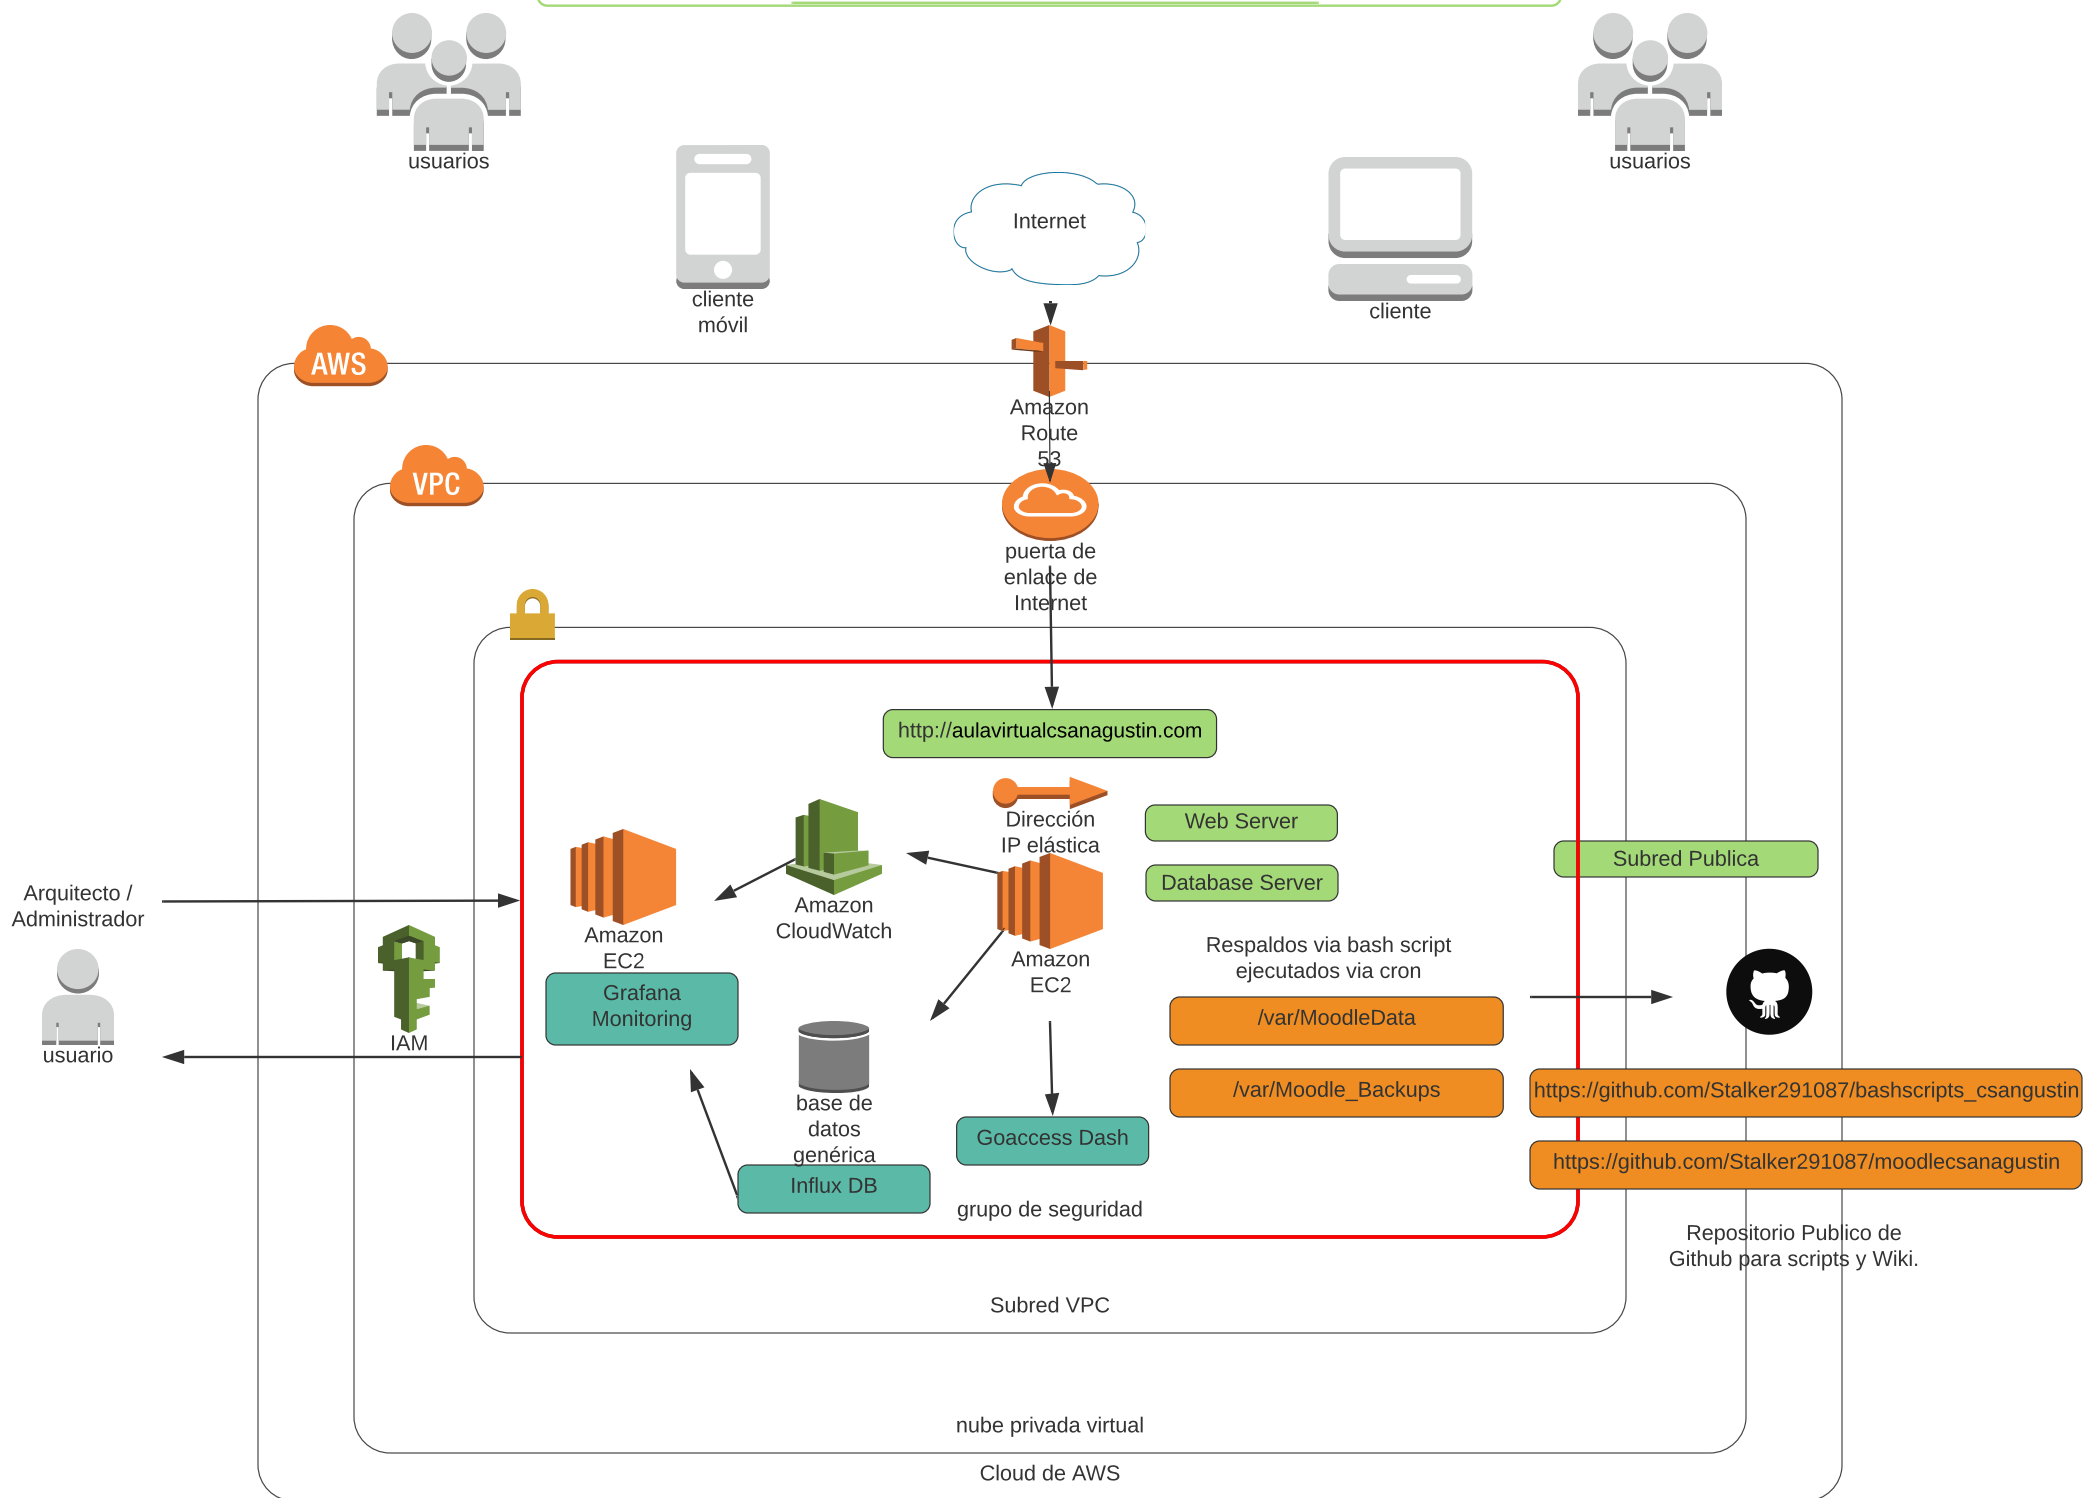 usuarios
usuarios
cliente
móvil
Internet
cliente
AWS
Amazon
Route
53
VPC
puerta de
enlace de
Internet
http://aulavirtualcsanagustin.com
Dirección
IP elástica
Web Server
Database Server
Subred Publica
Amazon
EC2
Grafana
Monitoring
Amazon
CloudWatch
Amazon
EC2
Arquitecto /
Administrador
usuario
IAM
Respaldos via bash script
ejecutados via cron
/var/MoodleData
/var/Moodle_Backups
base de
datos
genérica
Influx DB
Goaccess Dash
grupo de seguridad
https://github.com/Stalker291087/bashscripts_csangustin
https://github.com/Stalker291087/moodlecsanagustin
Repositorio Publico de
Github para scripts y Wiki.
Subred VPC
nube privada virtual
Cloud de AWS